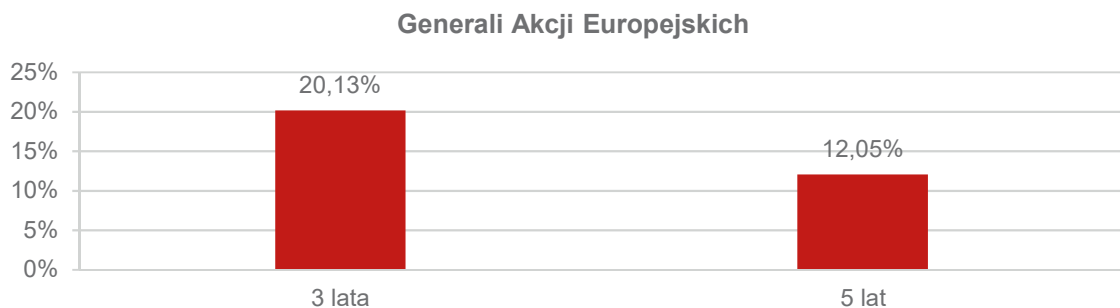 Generali Akcji Europejskich
25%
20,13%
20%
15%
12,05%
10%
5%
0%
3 lata
5 lat